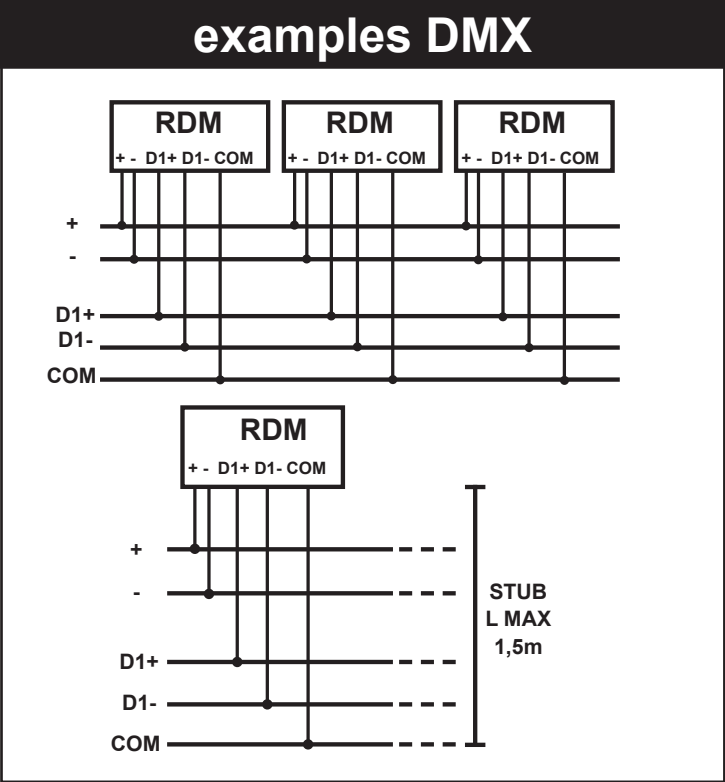 examples DMX
RDM RDM RDM
+ - D1+ D1- COM + - D1+ D1- COM + - D1+ D1- COM
+
-
D1+
D1-
COM
RDM
+ - D1+ D1- COM
+
-
STUB
L MAX
1,5m
D1+
D1-
COM